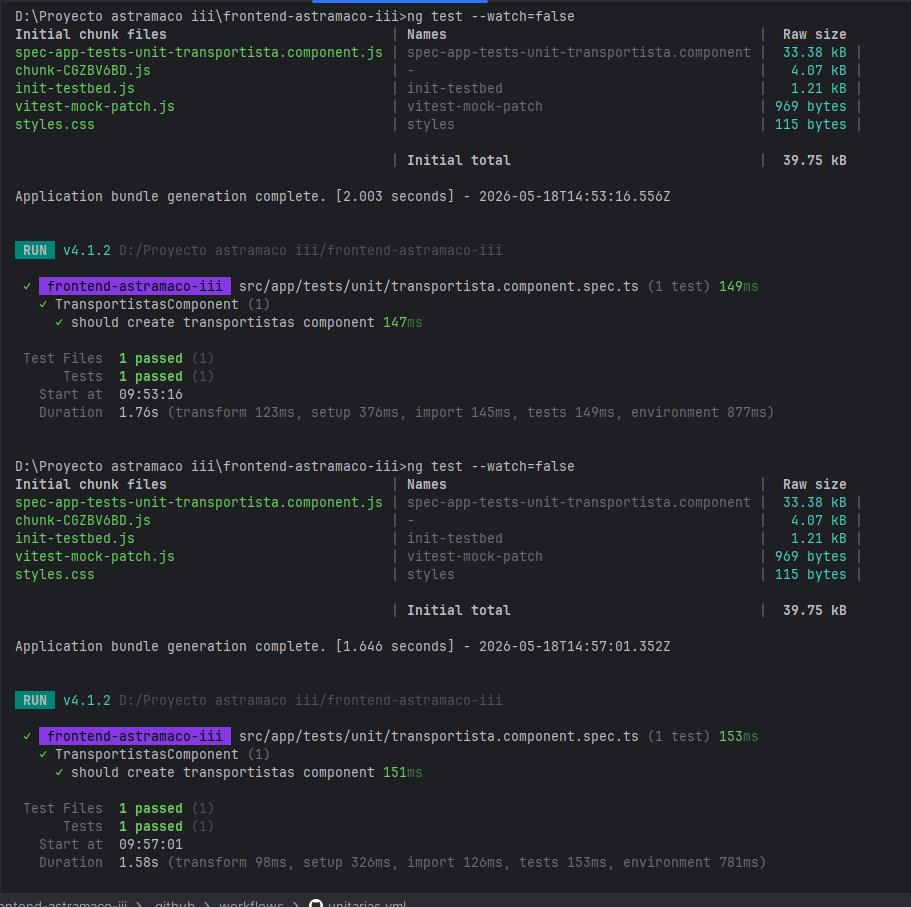 D:\Proyecto astramaco iii\frontend-astramaco-iii>ng test --watch=false
Initial chunk files | Names | Raw size
spec-app-tests-unit-transportista.component.js | spec-app-tests-unit-transportista.component | 33.38 kB |
chunk-CGZBV6BD.js | - | 4.07 kB |
init-testbed.js | init-testbed | 1.21 kB |
vitest-mock-patch.js | vitest-mock-patch | 969 bytes |
styles.css | styles | 115 bytes |
| Initial total | 39.75 kB
Application bundle generation complete. [2.003 seconds] - 2026-05-18T14:53:16.556Z
RUN v4.1.2 D:/Proyecto astramaco iii/frontend-astramaco-iii
✓ frontend-astramaco-iii src/app/tests/unit/transportista.component.spec.ts (1 test) 149ms
✓ TransportistasComponent (1)
✓ should create transportistas component 147ms
Test Files 1 passed (1)
Tests 1 passed (1)
Start at 09:53:16
Duration 1.76s (transform 123ms, setup 376ms, import 145ms, tests 149ms, environment 877ms)
D:\Proyecto astramaco iii\frontend-astramaco-iii>ng test --watch=false
Initial chunk files | Names | Raw size
spec-app-tests-unit-transportista.component.js | spec-app-tests-unit-transportista.component | 33.38 kB |
chunk-CGZBV6BD.js | - | 4.07 kB |
init-testbed.js | init-testbed | 1.21 kB |
vitest-mock-patch.js | vitest-mock-patch | 969 bytes |
styles.css | styles | 115 bytes |
| Initial total | 39.75 kB
Application bundle generation complete. [1.646 seconds] - 2026-05-18T14:57:01.352Z
RUN v4.1.2 D:/Proyecto astramaco iii/frontend-astramaco-iii
✓ frontend-astramaco-iii src/app/tests/unit/transportista.component.spec.ts (1 test) 153ms
✓ TransportistasComponent (1)
✓ should create transportistas component 151ms
Test Files 1 passed (1)
Tests 1 passed (1)
Start at 09:57:01
Duration 1.58s (transform 98ms, setup 326ms, import 126ms, tests 153ms, environment 781ms)
ontend-astramaco-iii > .github > workflows > unitarias.yml